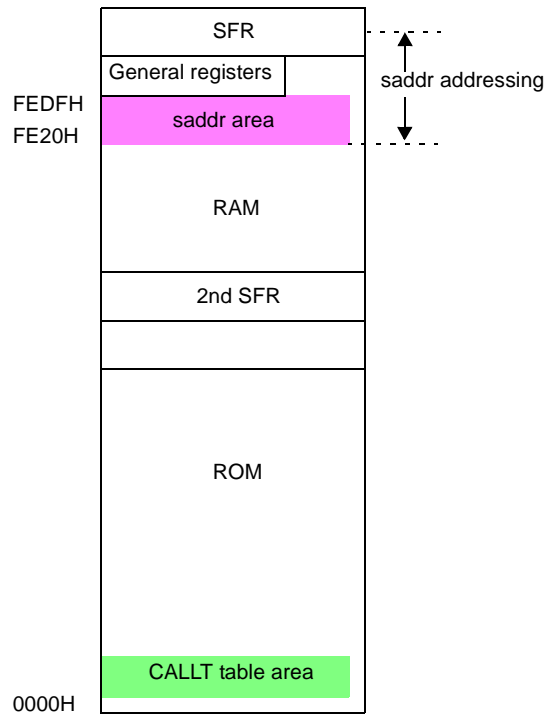 SFR
General registers
saddr addressing
FEDFH
saddr area
FE20H
RAM
2nd SFR
ROM
CALLT table area
0000H